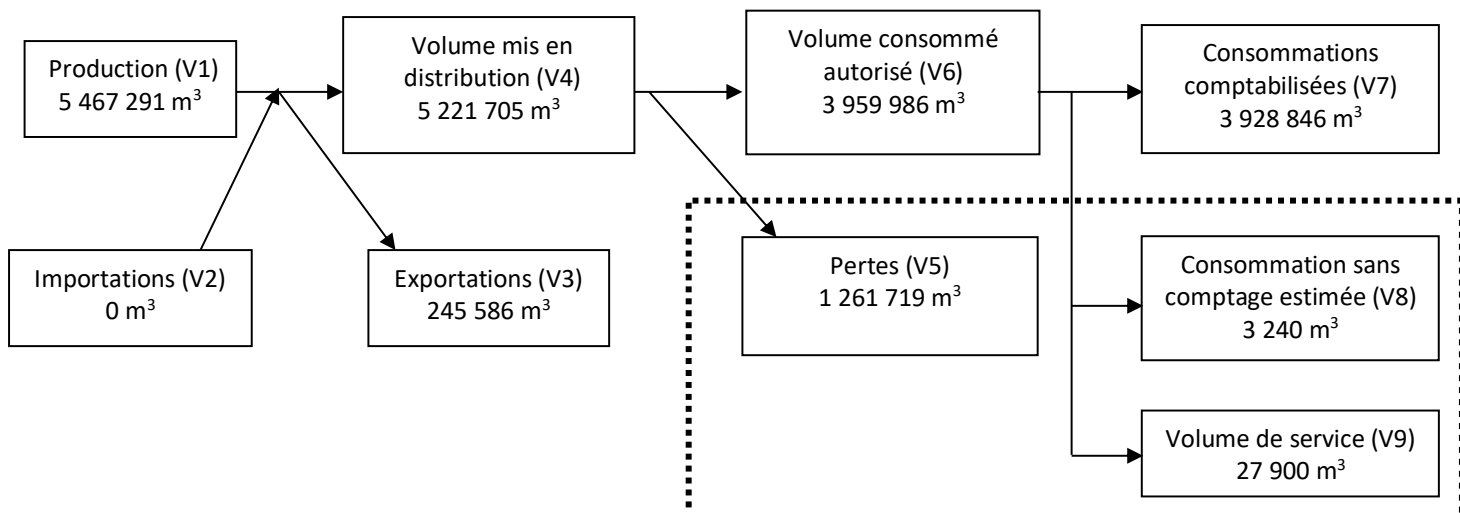 Production (V1)
5 467 291 m³
Volume mis en
distribution (V4)
5 221 705 m³
Volume consommé
autorisé (V6)
3 959 986 m³
Consommations
comptabilisées (V7)
3 928 846 m³
Importations (V2)
0 m³
Exportations (V3)
245 586 m³
Pertes (V5)
1 261 719 m³
Consommation sans
comptage estimée (V8)
3 240 m³
Volume de service (V9)
27 900 m³